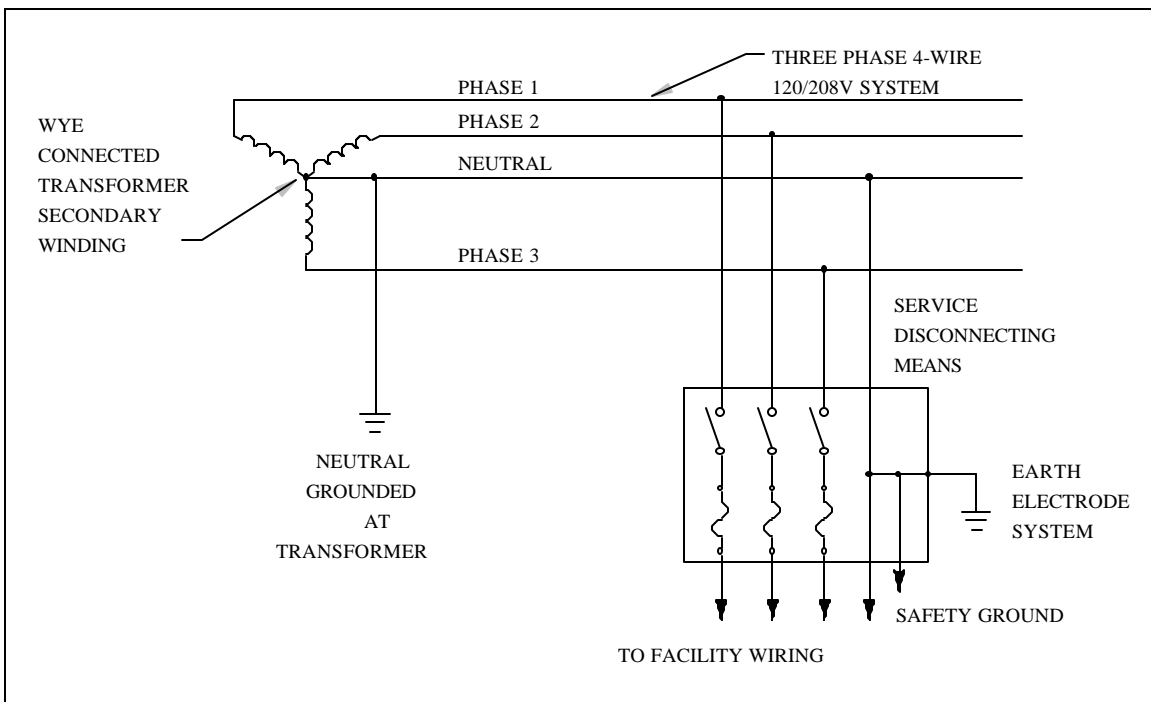 THREE PHASE 4-WIRE
120/208V SYSTEM
PHASE 1
PHASE 2
NEUTRAL
PHASE 3
WYE
CONNECTED
TRANSFORMER
SECONDARY
WINDING
SERVICE
DISCONNECTING
MEANS
NEUTRAL
GROUNDED
AT
TRANSFORMER
EARTH
ELECTRODE
SYSTEM
SAFETY GROUND
TO FACILITY WIRING